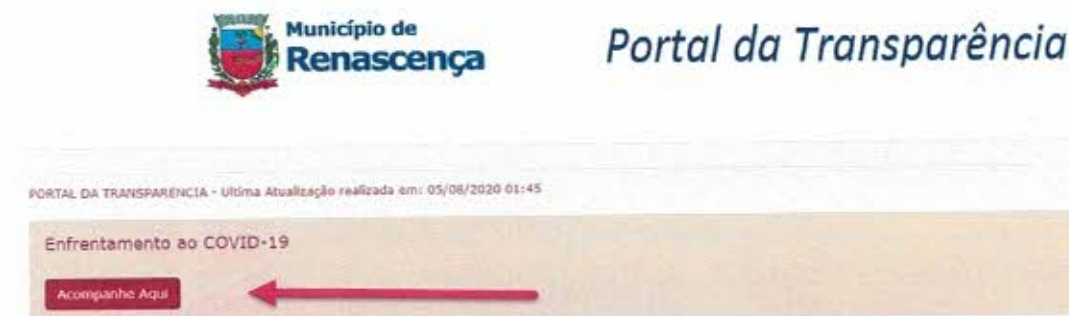 Município de
Renascença
Portal da Transparência
PORTAL DA TRANSPARENCIA - Ultima Atualização realizada em: 05/08/2020 01:45
Enfrentamento ao COVID-19
Acompanhe Aqui